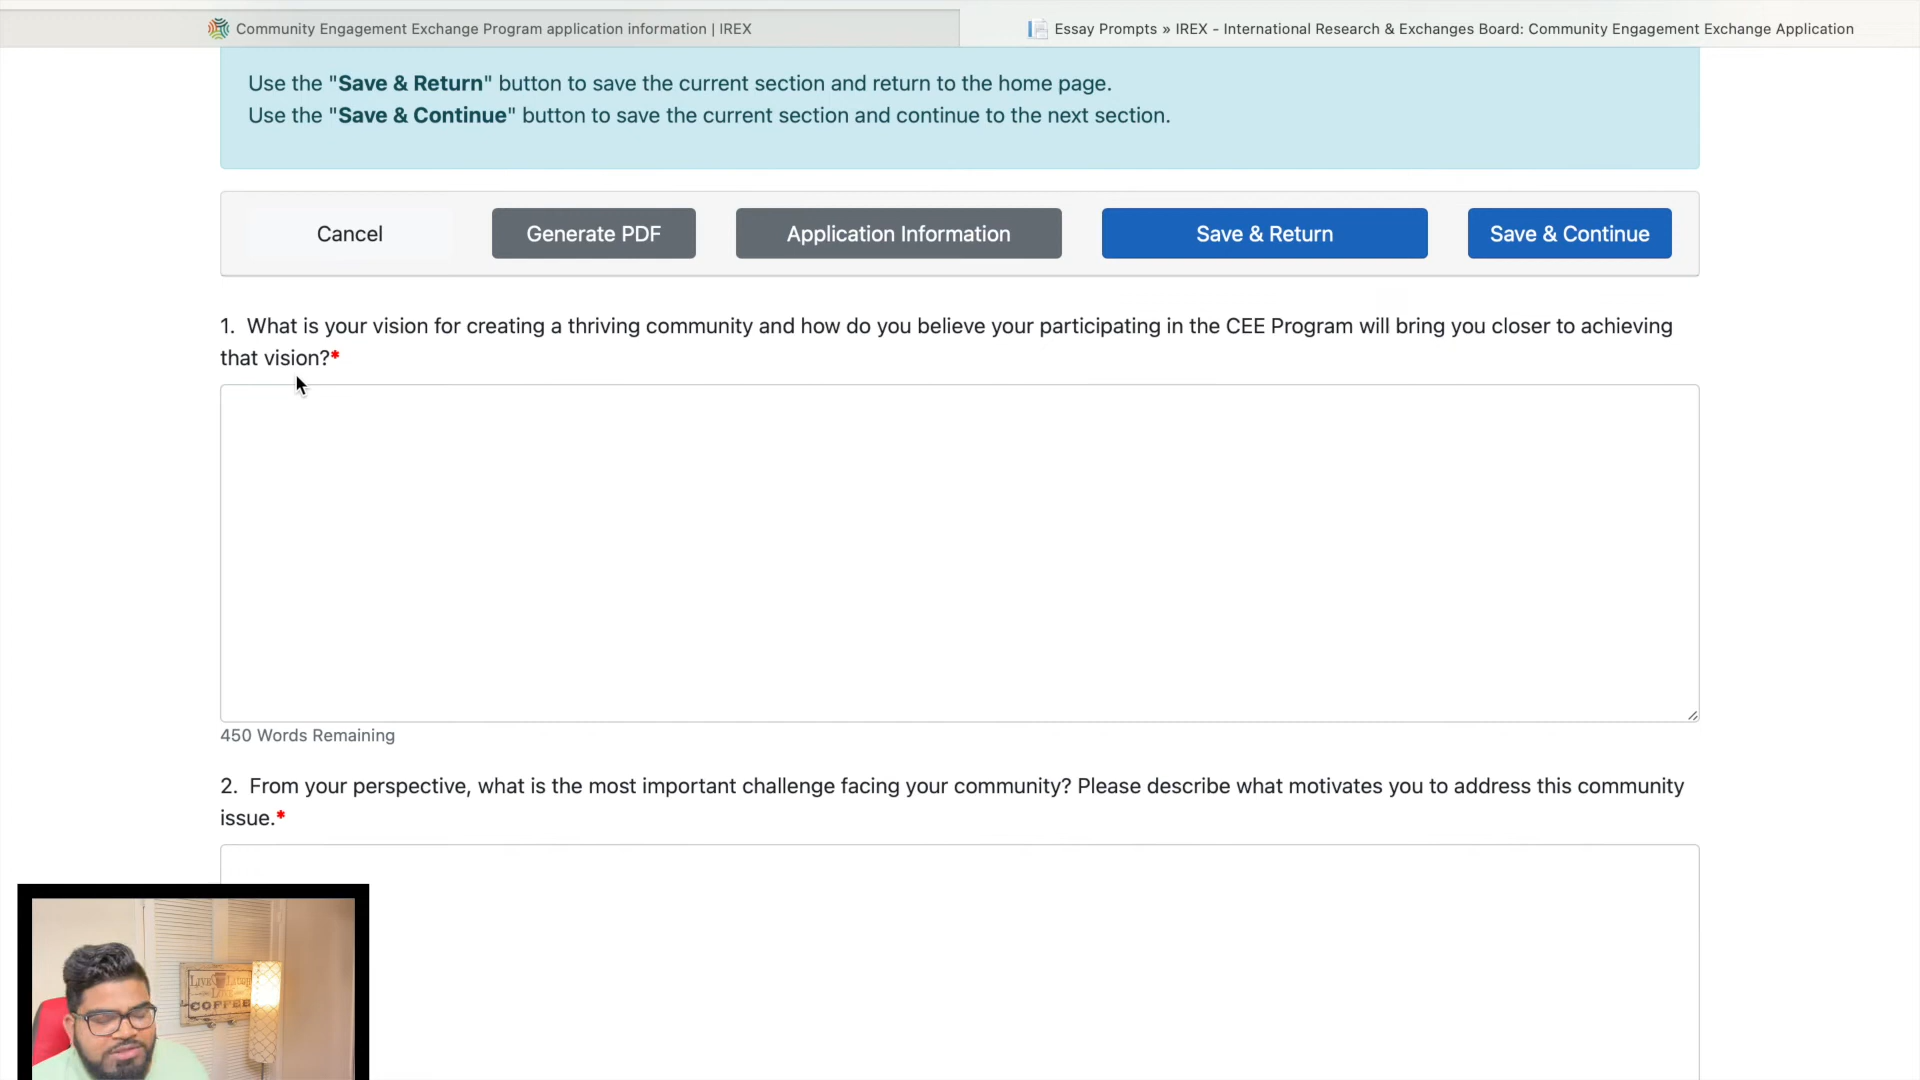 Community Engagement Exchange Program application information | IREX
Essay Prompts » IREX - International Research & Exchanges Board: Community Engagement Exchange Application
Use the "Save & Return" button to save the current section and return to the home page.
Use the "Save & Continue" button to save the current section and continue to the next section.
Cancel
Generate PDF
Application Information
Save & Return
Save & Continue
1. What is your vision for creating a thriving community and how do you believe your participating in the CEE Program will bring you closer to achieving
that vision?*
450 Words Remaining
2. From your perspective, what is the most important challenge facing your community? Please describe what motivates you to address this community
issue.*
LIVE
COFFEE